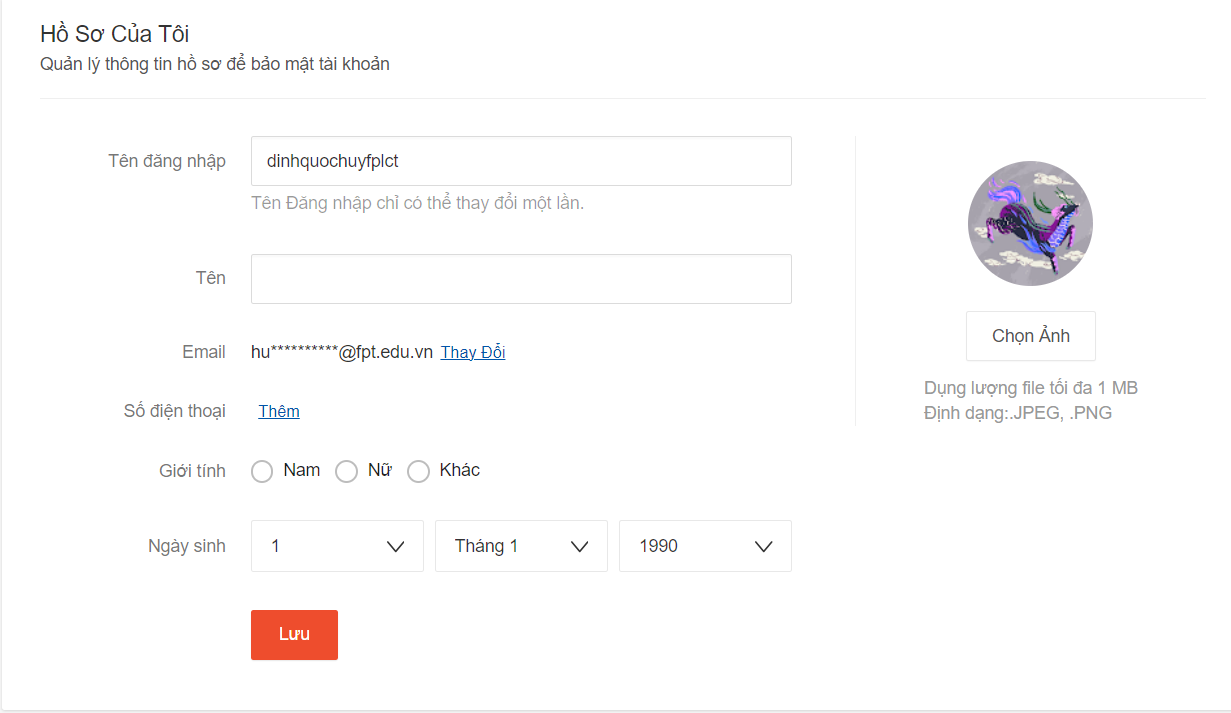 Hồ Sơ Của Tôi
Quản lý thông tin hồ sơ để bảo mật tài khoản
Tên đăng nhập dinhquochuyfplct
Tên Đăng nhập chỉ có thể thay đổi một lần.
Tên
Email hu**********@fpt.edu.vn Thay Đổi
Số điện thoại Thêm
Giới tính Nam Nữ Khác
Ngày sinh 1 Tháng 1 1990
Lưu
Chọn Ảnh
Dụng lượng file tối đa 1 MB
Định dạng:.JPEG, .PNG